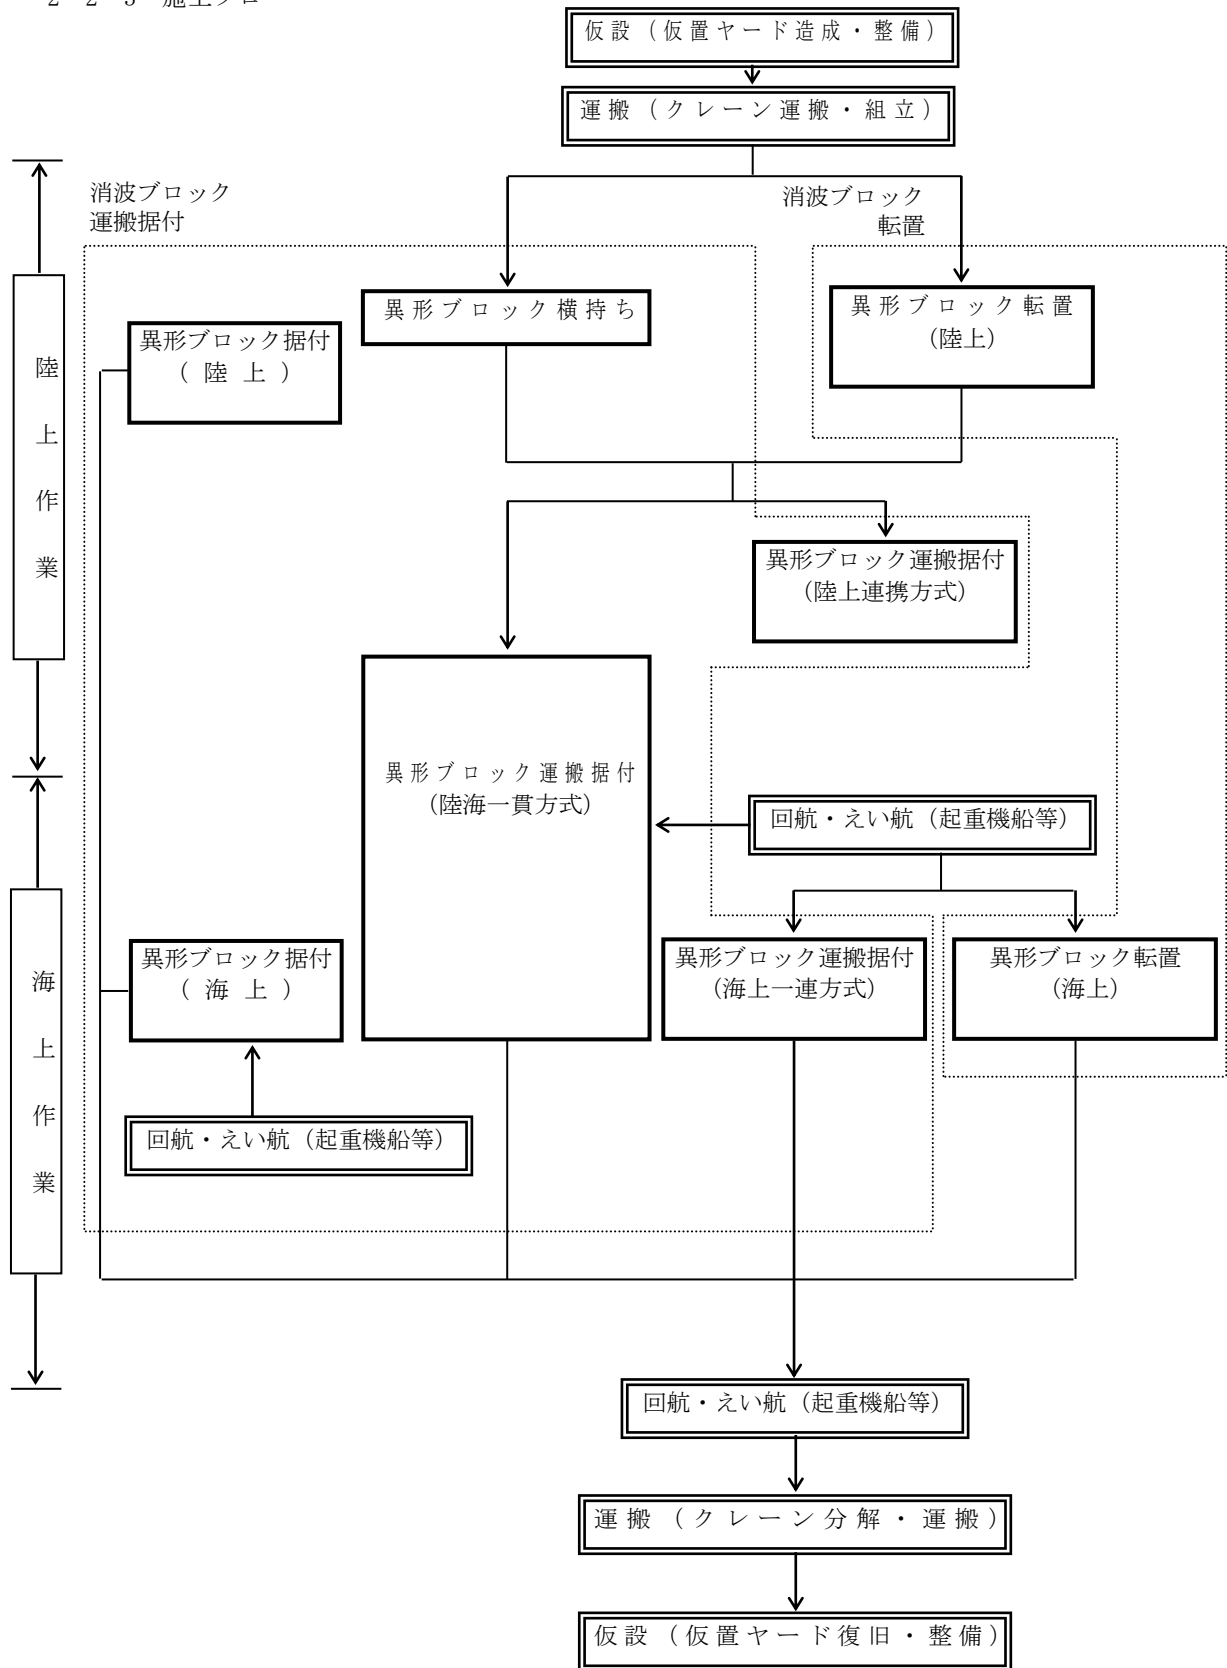 2 2 3 施工フロー
仮設（仮置ヤード造成・整備）
運搬（クレーン運搬・組立）
消波ブロック
運搬据付
消波ブロック
転置
異形ブロック横持ち
異形ブロック転置
（陸上）
異形ブロック据付
（ 陸 上 ）
陸上作業
異形ブロック運搬据付
（陸上連携方式）
異形ブロック運搬据付
（陸海一貫方式）
回航・えい航（起重機船等）
異形ブロック据付
（ 海 上 ）
異形ブロック運搬据付
（海上一連方式）
異形ブロック転置
（海上）
海上作業
回航・えい航（起重機船等）
回航・えい航（起重機船等）
運搬（クレーン分解・運搬）
仮設（仮置ヤード復旧・整備）